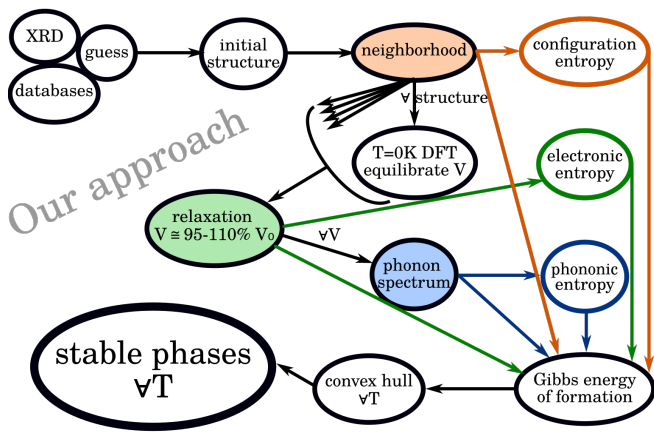 XRD
guess
databases
initial
structure
neighborhood
configuration
entropy
∀ structure
Our approach
T=0K DFT
equilibrate V
electronic
entropy
relaxation
V ≅ 95-110% V₀
∀V
phonon
spectrum
phononic
entropy
stable phases
∀T
convex hull
∀T
Gibbs energy
of formation